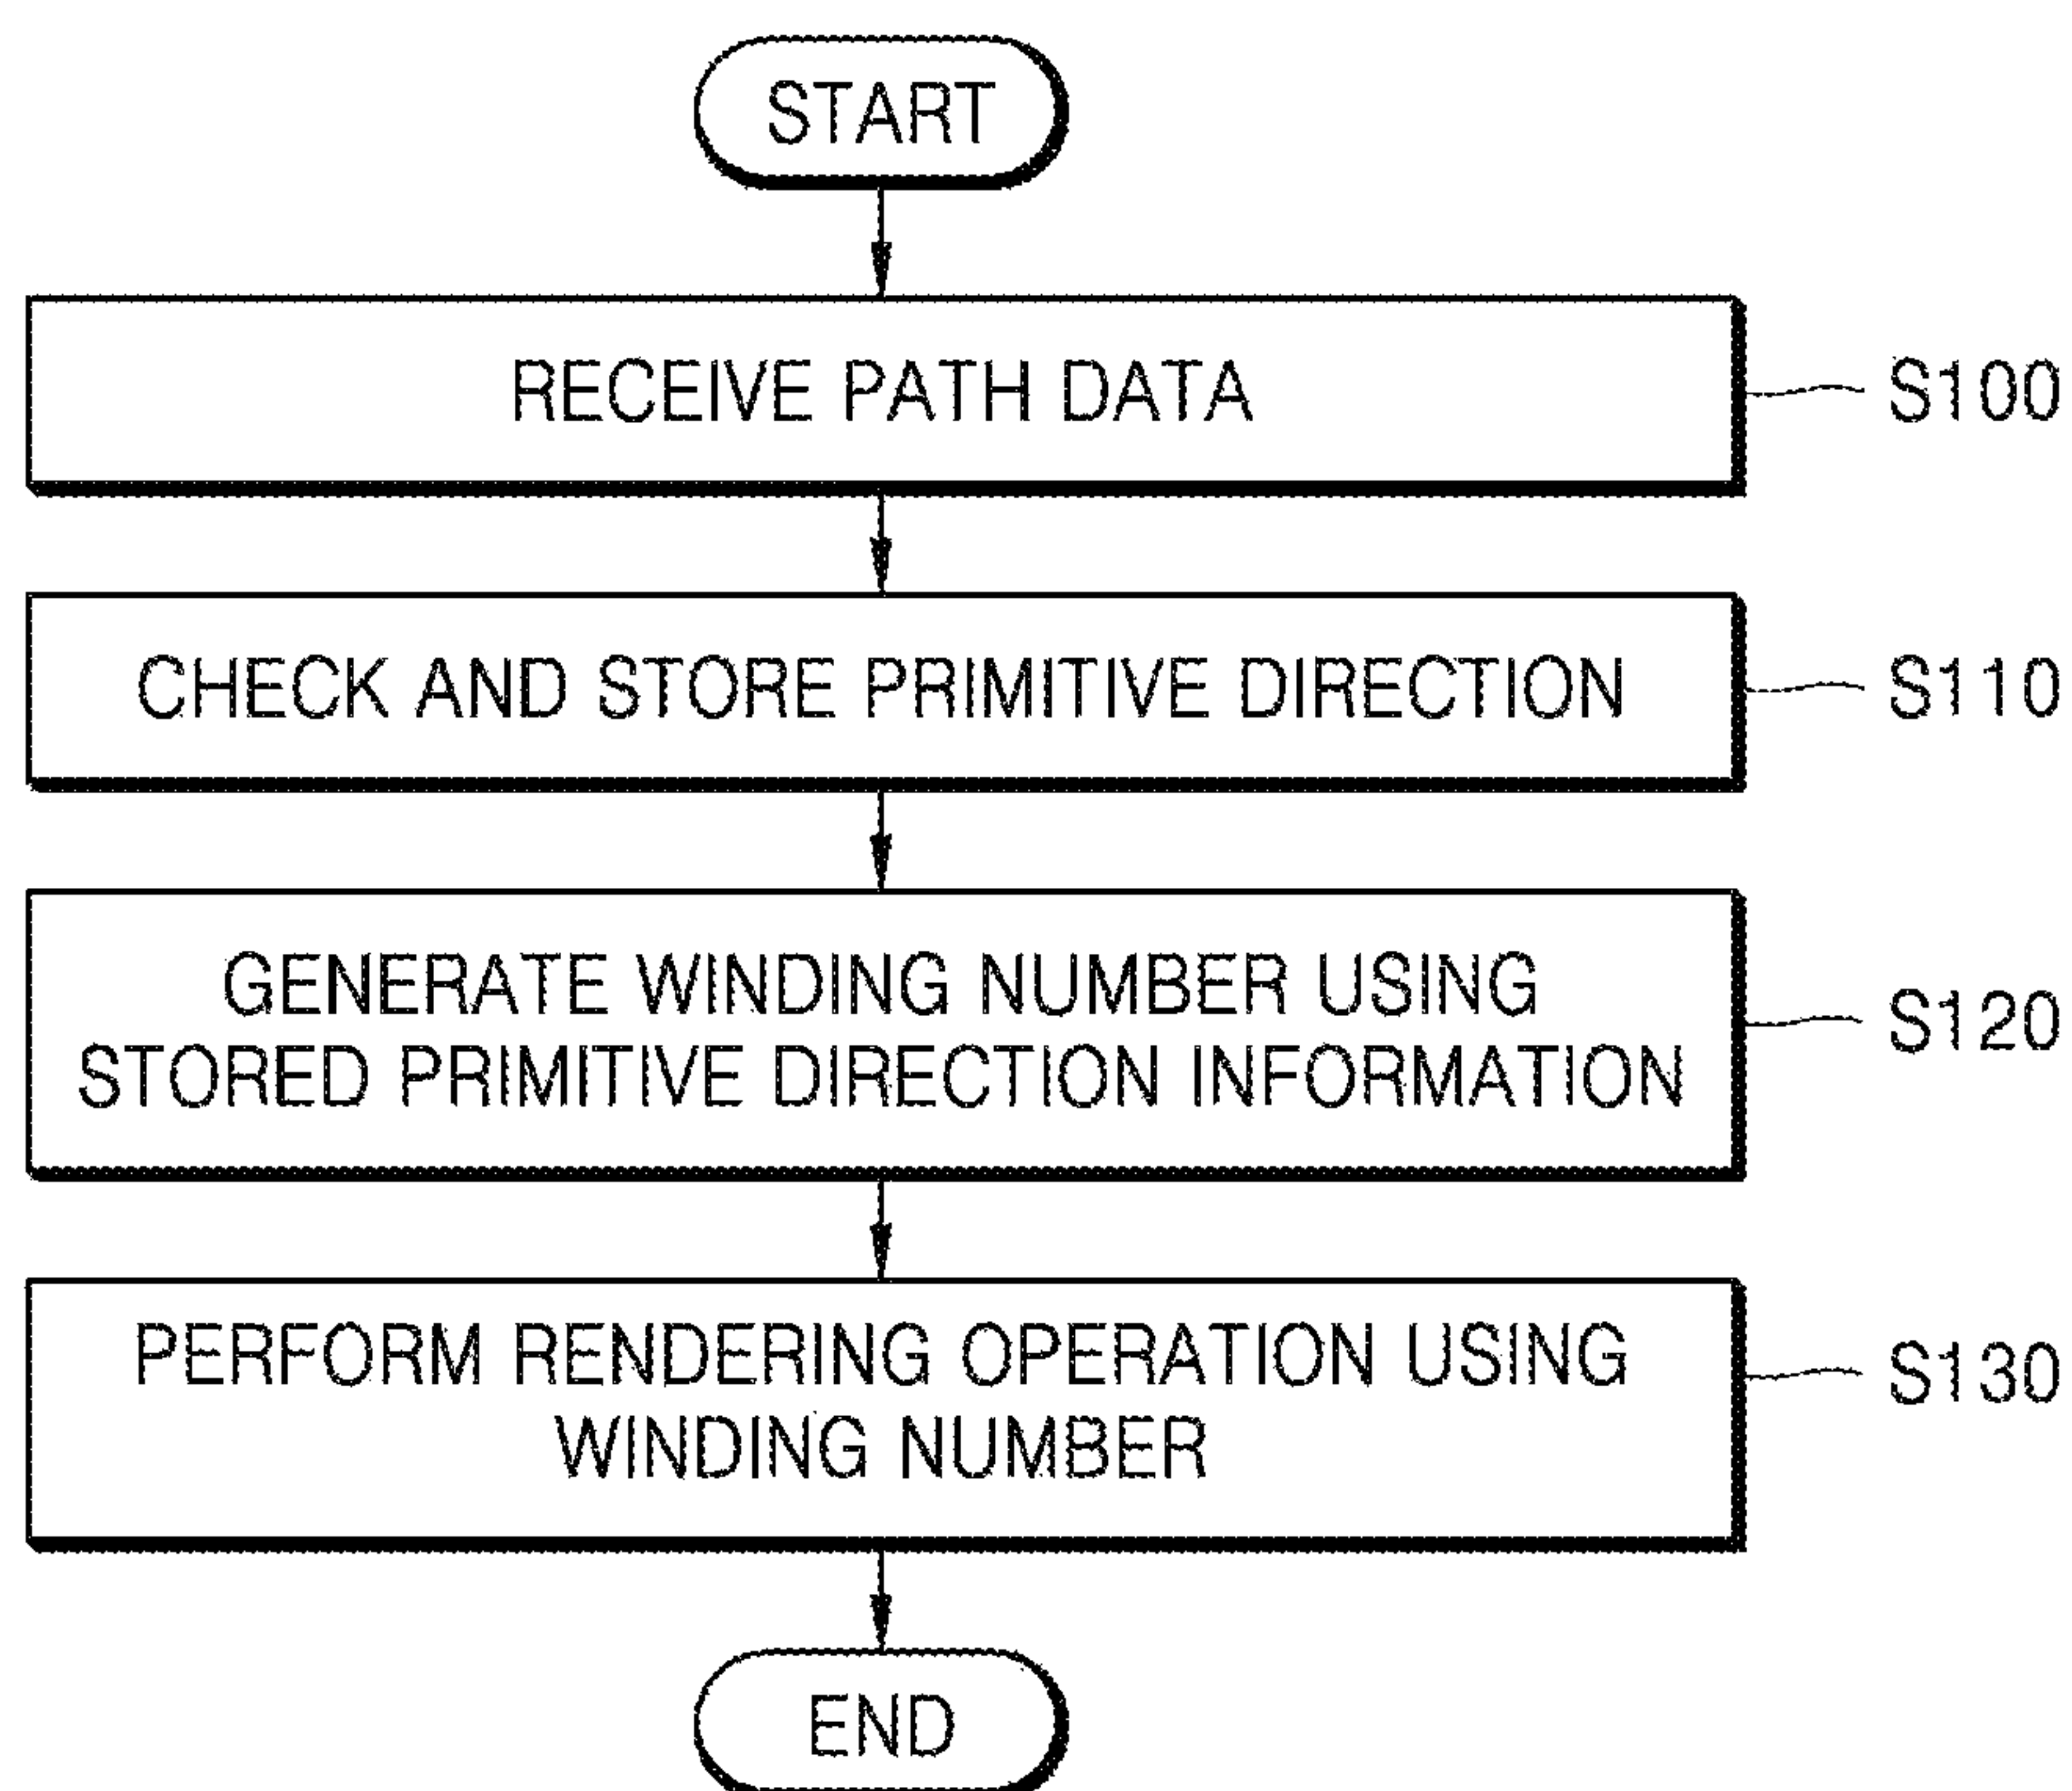 START
RECEIVE PATH DATA
S100
CHECK AND STORE PRIMITIVE DIRECTION
S110
GENERATE WINDING NUMBER USING
STORED PRIMITIVE DIRECTION INFORMATION
S120
PERFORM RENDERING OPERATION USING
WINDING NUMBER
S130
END